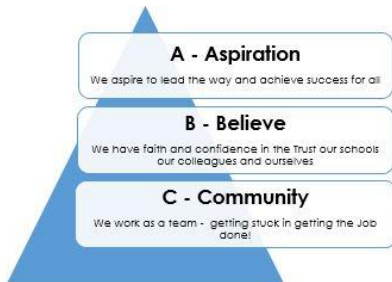 A - Aspiration
We aspire to lead the way and achieve success for all
B - Believe
We have faith and confidence in the Trust our schools
our colleagues and ourselves
C - Community
We work as a team - getting stuck in getting the Job
done!